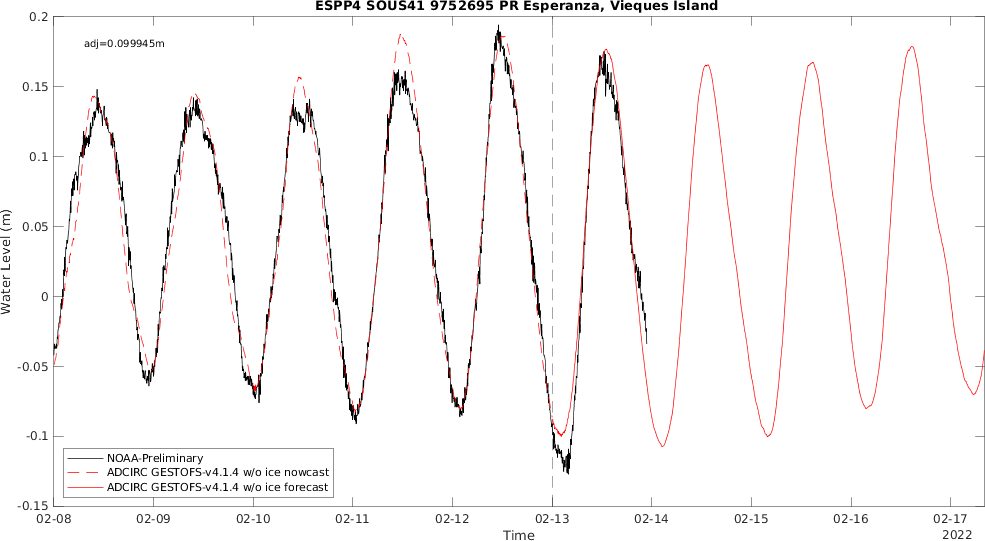 ESPP4 SOUS41 9752695 PR Esperanza, Vieques Island
adj=0.099945m
0.2
0.15
0.1
0.05
0
-0.05
-0.1
-0.15
Water Level (m)
NOAA-Preliminary
ADCIRC GESTOFS-v4.1.4 w/o ice nowcast
ADCIRC GESTOFS-v4.1.4 w/o ice forecast
02-08 02-09 02-10 02-11 02-12 02-13 02-14 02-15 02-16 02-17
Time
2022